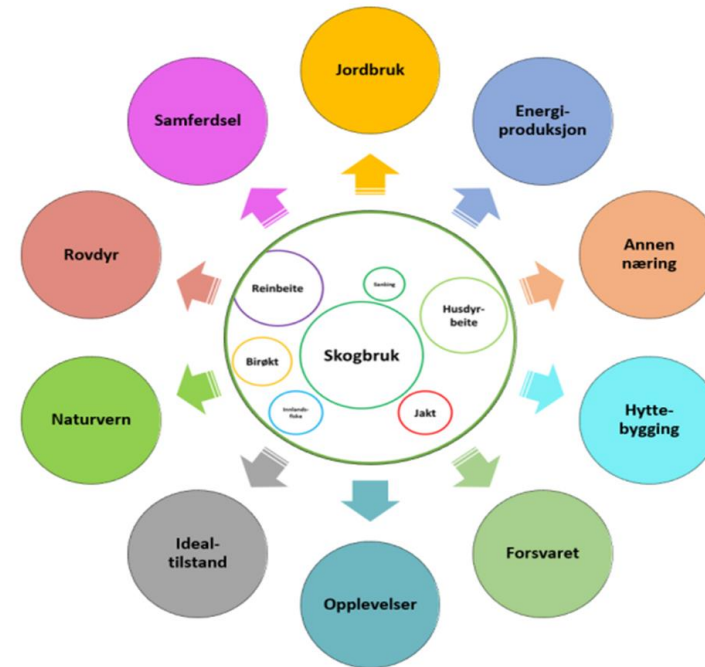 Jordbruk
Samferdsel
Energi-
produksjon
Rovdyr
Annen
næring
Reinbeite
Sanking
Husdyr-
beite
Skogbruk
Birøkt
Innlands-
fiske
Jakt
Naturvern
Hytte-
bygging
Ideal-
tilstand
Forsvaret
Opplevelser